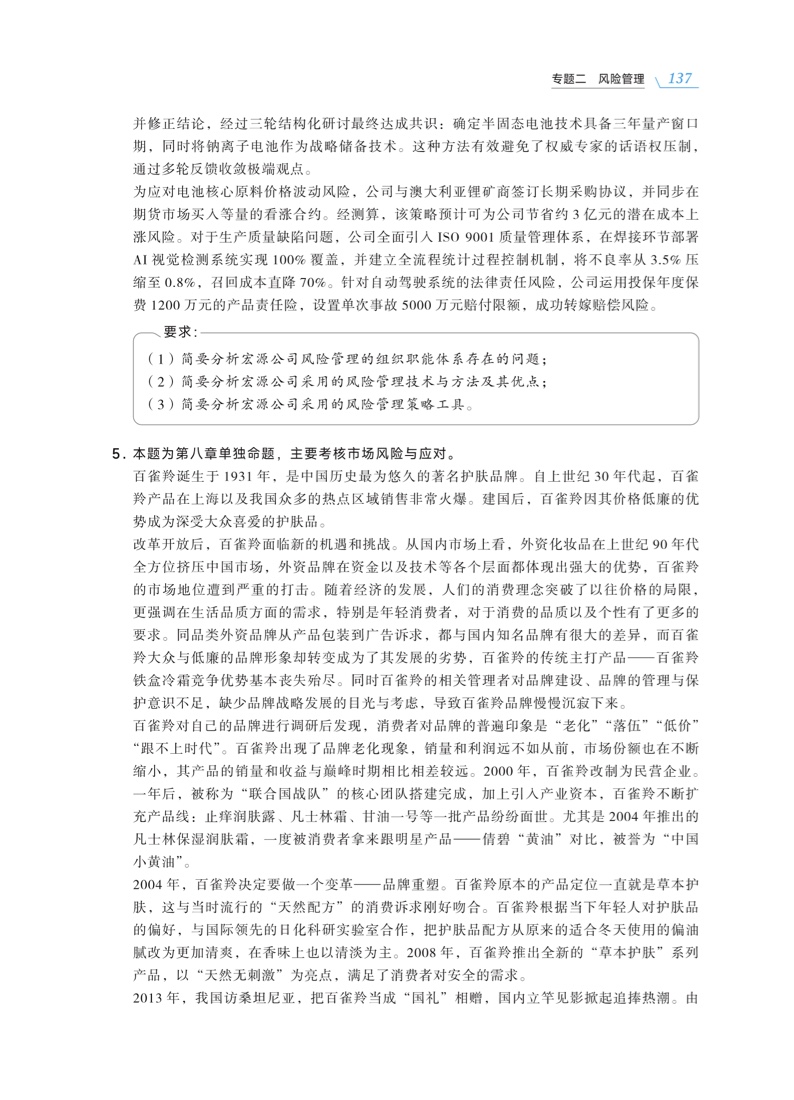 专题二 风险管理 137
并修正结论，经过三轮结构化研讨最终达成共识：确定半固态电池技术具备三年量产窗口
期，同时将钠离子电池作为战略储备技术。这种方法有效避免了权威专家的话语权压制，
通过多轮反馈收敛极端观点。
为应对电池核心原料价格波动风险，公司与澳大利亚锂矿商签订长期采购协议，并同步在
期货市场买入等量的看涨合约。经测算，该策略预计可为公司节省约 3 亿元的潜在成本上
涨风险。对于生产质量缺陷问题，公司全面引入 ISO 9001 质量管理体系，在焊接环节部署
AI 视觉检测系统实现 100% 覆盖，并建立全流程统计过程控制机制，将不良率从 3.5% 压
缩至 0.8%，召回成本直降 70%。针对自动驾驶系统的法律责任风险，公司运用投保年度保
费 1200 万元的产品责任险，设置单次事故 5000 万元赔付限额，成功转嫁赔偿风险。
要求：
（1）简要分析宏源公司风险管理的组织职能体系存在的问题；
（2）简要分析宏源公司采用的风险管理技术与方法及其优点；
（3）简要分析宏源公司采用的风险管理策略工具。
5. 本题为第八章单独命题，主要考核市场风险与应对。
百雀羚诞生于 1931 年，是中国历史最为悠久的著名护肤品牌。自上世纪 30 年代起，百雀
羚产品在上海以及我国众多的热点区域销售非常火爆。建国后，百雀羚因其价格低廉的优
势成为深受大众喜爱的护肤品。
改革开放后，百雀羚面临新的机遇和挑战。从国内市场上看，外资化妆品在上世纪 90 年代
全方位挤压中国市场，外资品牌在资金以及技术等各个层面都体现出强大的优势，百雀羚
的市场地位遭到严重的打击。随着经济的发展，人们的消费理念突破了以往价格的局限，
更强调在生活品质方面的需求，特别是年轻消费者，对于消费的品质以及个性有了更多的
要求。同品类外资品牌从产品包装到广告诉求，都与国内知名品牌有很大的差异，而百雀
羚大众与低廉的品牌形象却转变成为了其发展的劣势，百雀羚的传统主打产品——百雀羚
铁盒冷霜竞争优势基本丧失殆尽。同时百雀羚的相关管理者对品牌建设、品牌的管理与保
护意识不足，缺少品牌战略发展的目光与考虑，导致百雀羚品牌慢慢沉寂下来。
百雀羚对自己的品牌进行调研后发现，消费者对品牌的普遍印象是“老化”“落伍”“低价”
“跟不上时代”。百雀羚出现了品牌老化现象，销量和利润远不如从前，市场份额也在不断
缩小，其产品的销量和收益与巅峰时期相比相差较远。2000 年，百雀羚改制为民营企业。
一年后，被称为“联合国战队”的核心团队搭建完成，加上引入产业资本，百雀羚不断扩
充产品线：止痒润肤露、凡士林霜、甘油一号等一批产品纷纷面世。尤其是 2004 年推出的
凡士林保湿润肤霜，一度被消费者拿来跟明星产品——倩碧“黄油”对比，被誉为“中国
小黄油”。
2004 年，百雀羚决定要做一个变革——品牌重塑。百雀羚原本的产品定位一直就是草本护
肤，这与当时流行的“天然配方”的消费诉求刚好吻合。百雀羚根据当下年轻人对护肤品
的偏好，与国际领先的日化科研实验室合作，把护肤品配方从原来的适合冬天使用的偏油
腻改为更加清爽，在香味上也以清淡为主。2008 年，百雀羚推出全新的“草本护肤”系列
产品，以“天然无刺激”为亮点，满足了消费者对安全的需求。
2013 年，我国访桑坦尼亚，把百雀羚当成“国礼”相赠，国内立竿见影掀起追捧热潮。由